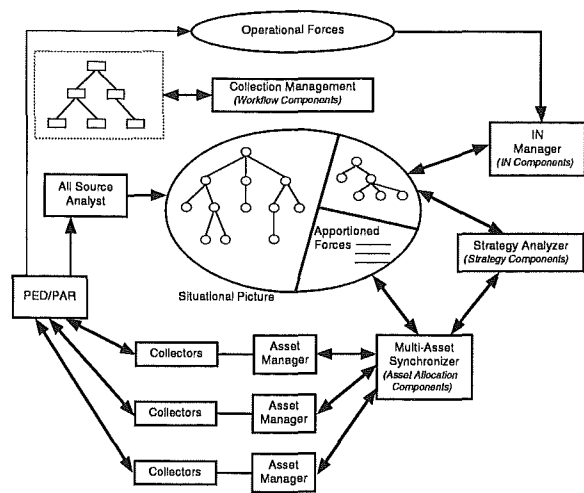 Operational Forces
Collection Management
(Workflow Components)
IN
Manager
(IN Components)
All Source
Analyst
Apportioned
Forces
Strategy Analyzer
(Strategy Components)
PED/PAR
Situational Picture
Collectors
Asset
Manager
Multi-Asset
Synchronizer
(Asset Allocation
Components)
Collectors
Asset
Manager
Collectors
Asset
Manager